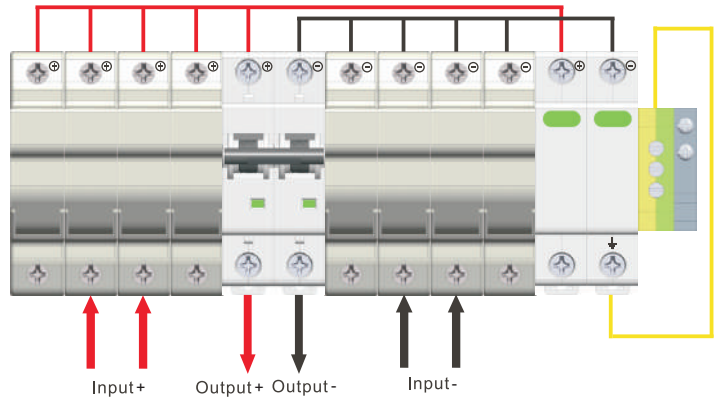 ⊕ ⊕ ⊕ ⊕ ⊕ ⊖ ⊖ ⊖ ⊖ ⊖ ⊕ ⊖
Input+ Output+ Output- Input-